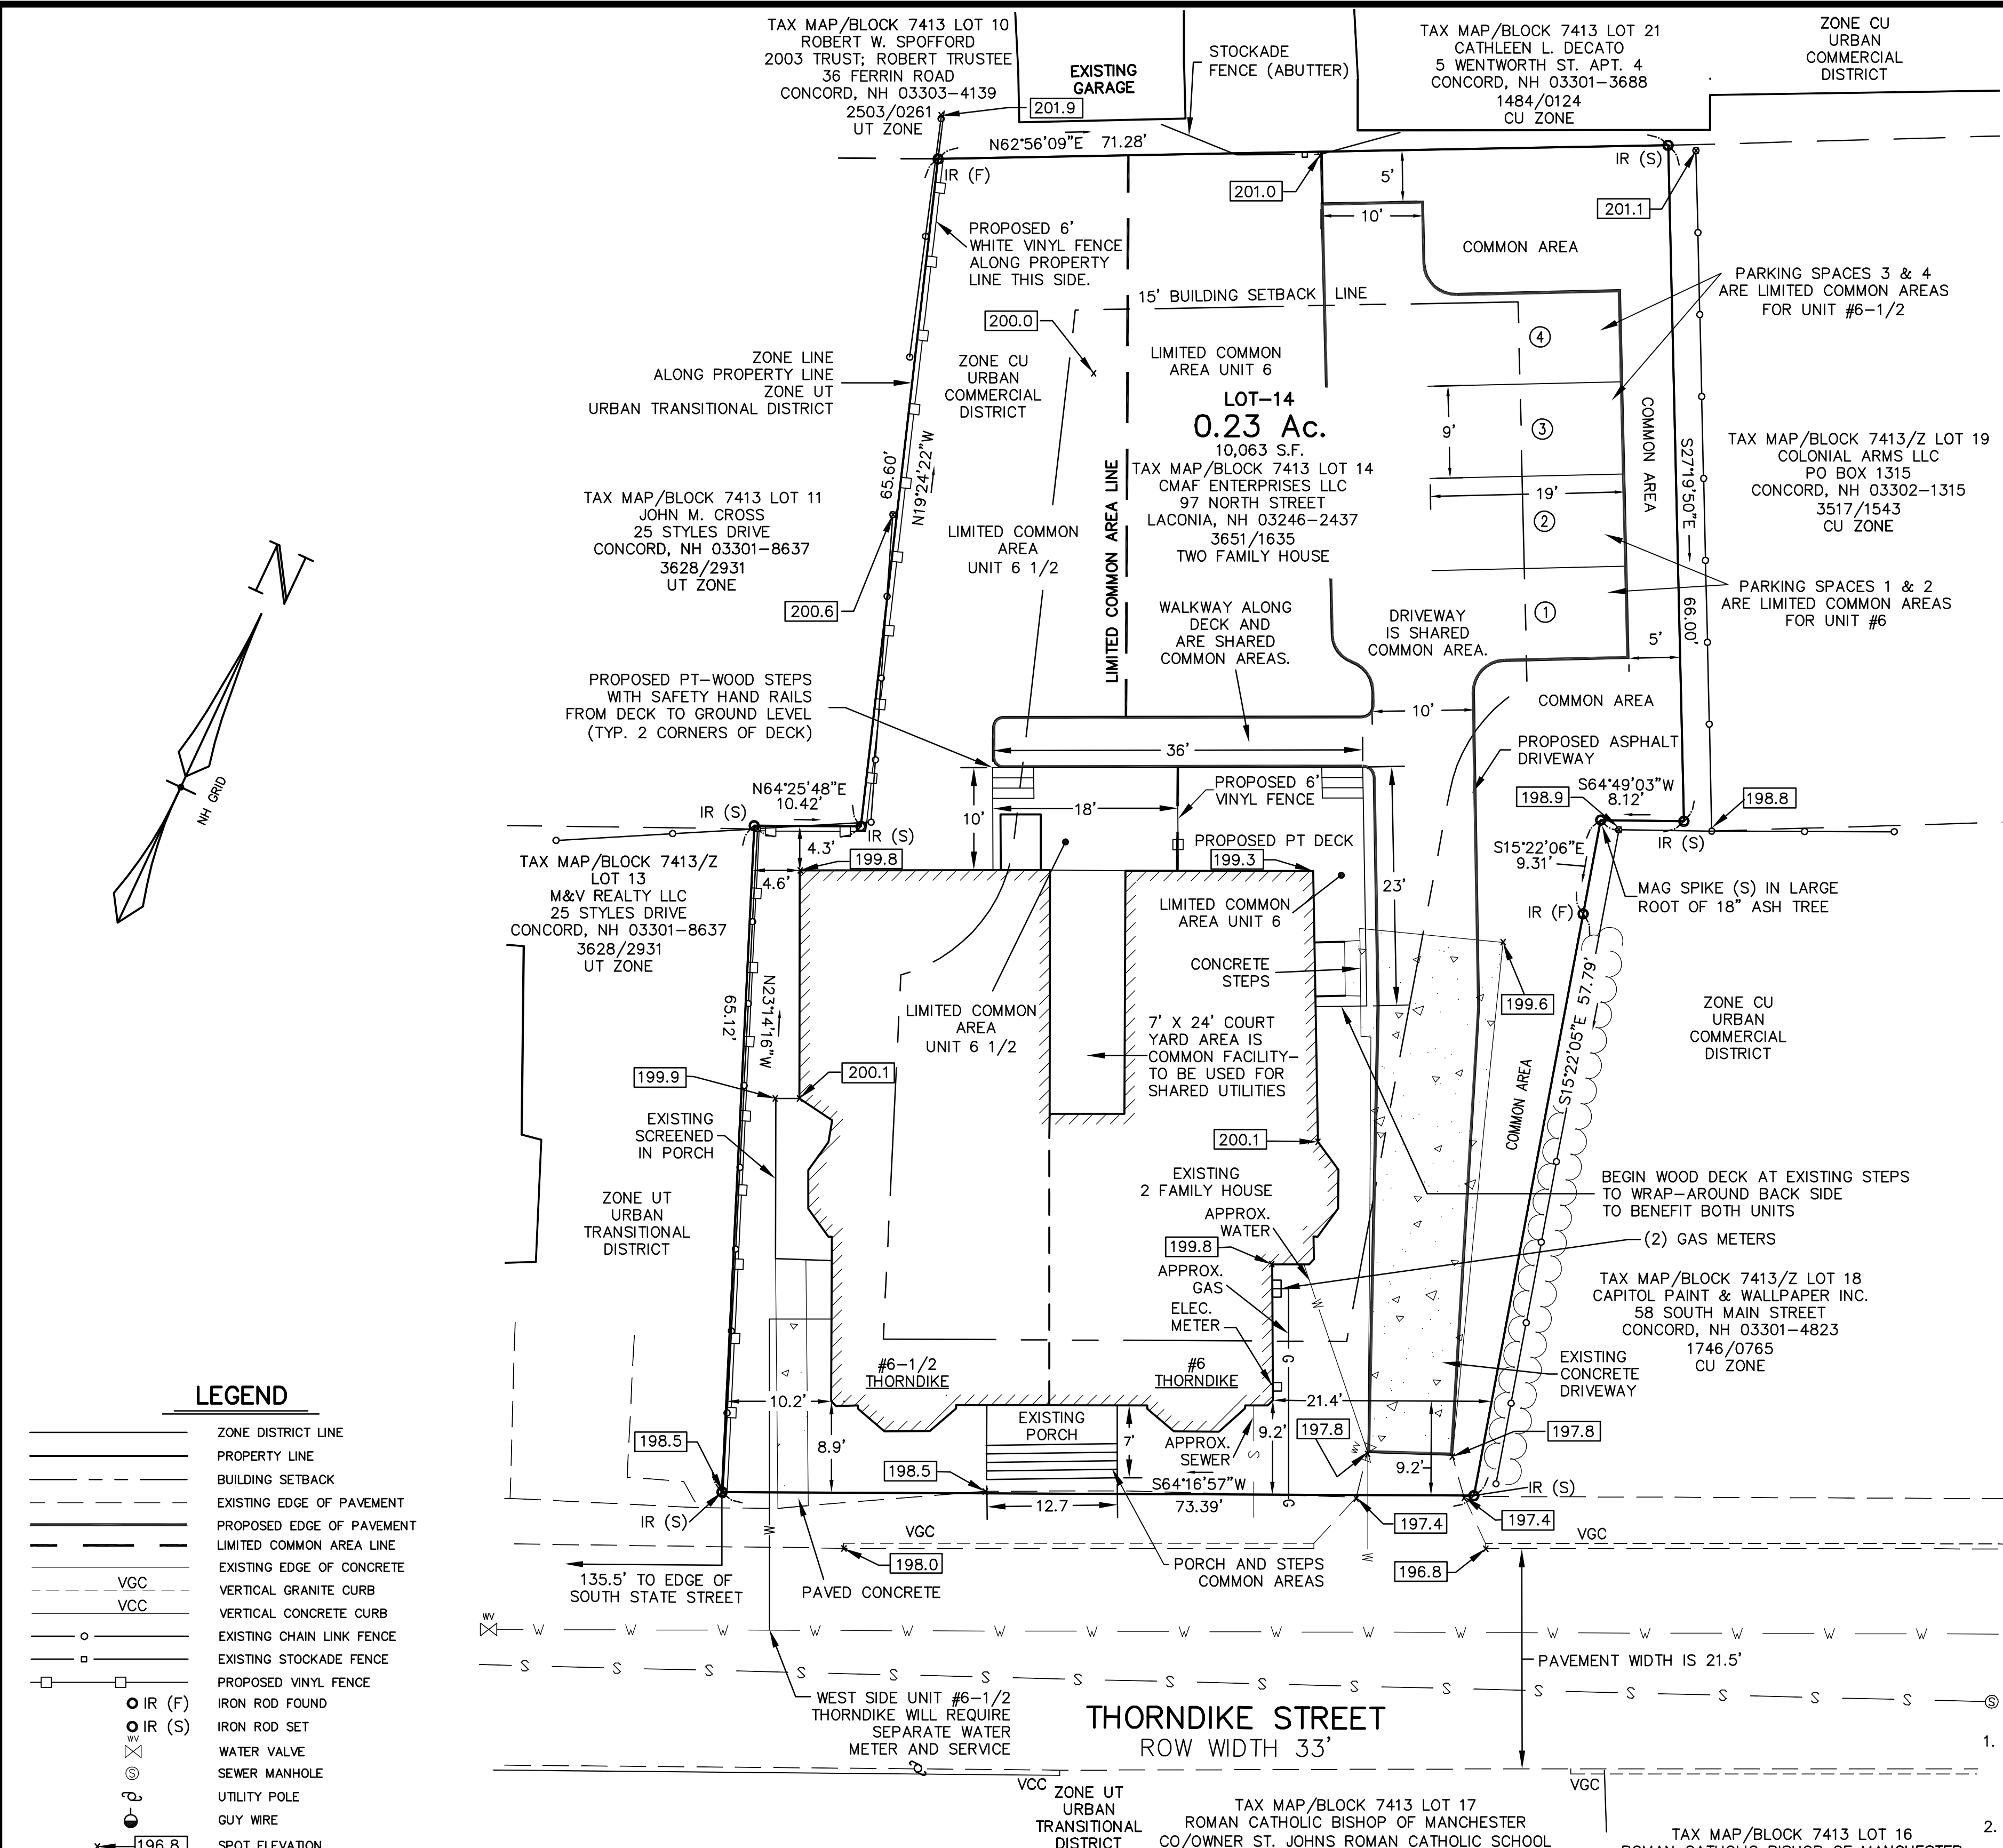 TAX MAP/BLOCK 7413 LOT 10
ROBERT W. SPOFFORD
2003 TRUST; ROBERT TRUSTEE
36 FERRIN ROAD
CONCORD, NH 03303-4139
2503/0261
UT ZONE
201.9
EXISTING
GARAGE
STOCKADE
FENCE (ABUTTER)
TAX MAP/BLOCK 7413 LOT 21
CATHLEEN L. DECATO
5 WENTWORTH ST. APT. 4
CONCORD, NH 03301-3688
1484/0124
CU ZONE
ZONE CU
URBAN
COMMERCIAL
DISTRICT
N62°56'09"E 71.28'
IR (F)
IR (S)
201.0
5'
10'
201.1
COMMON AREA
PROPOSED 6'
WHITE VINYL FENCE
ALONG PROPERTY
LINE THIS SIDE.
15' BUILDING SETBACK LINE
200.0
PARKING SPACES 3 & 4
ARE LIMITED COMMON AREAS
FOR UNIT #6-1/2
ZONE LINE
ALONG PROPERTY LINE
ZONE UT
URBAN TRANSITIONAL DISTRICT
ZONE CU
URBAN
COMMERCIAL
DISTRICT
LIMITED COMMON
AREA UNIT 6
4
3
2
1
9'
19'
LOT-14
0.23 Ac.
10,063 S.F.
TAX MAP/BLOCK 7413 LOT 14
CMAF ENTERPRISES LLC
97 NORTH STREET
LACONIA, NH 03246-2437
3651/1635
TWO FAMILY HOUSE
COMMON AREA
S27°19'50"E
66.00'
TAX MAP/BLOCK 7413/Z LOT 19
COLONIAL ARMS LLC
PO BOX 1315
CONCORD, NH 03302-1315
3517/1543
CU ZONE
65.60'
N19°24'22"W
TAX MAP/BLOCK 7413 LOT 11
JOHN M. CROSS
25 STYLES DRIVE
CONCORD, NH 03301-8637
3628/2931
UT ZONE
200.6
LIMITED COMMON
AREA
UNIT 6 1/2
LIMITED COMMON AREA LINE
WALKWAY ALONG
DECK AND
ARE SHARED
COMMON AREAS.
DRIVEWAY
IS SHARED
COMMON AREA.
PARKING SPACES 1 & 2
ARE LIMITED COMMON AREAS
FOR UNIT #6
5'
COMMON AREA
N
NH GRID
PROPOSED PT-WOOD STEPS
WITH SAFETY HAND RAILS
FROM DECK TO GROUND LEVEL
(TYP. 2 CORNERS OF DECK)
10'
36'
PROPOSED ASPHALT
DRIVEWAY
N64°25'48"E
10.42'
IR (S)
IR (S)
10'
18'
PROPOSED 6'
VINYL FENCE
PROPOSED PT DECK
S64°49'03"W
8.12'
198.9
198.8
IR (S)
4.3'
199.8
4.6'
199.3
23'
S15°22'06"E
9.31'
MAG SPIKE (S) IN LARGE
ROOT OF 18" ASH TREE
IR (F)
TAX MAP/BLOCK 7413/Z
LOT 13
M&V REALTY LLC
25 STYLES DRIVE
CONCORD, NH 03301-8637
3628/2931
UT ZONE
65.12'
N23°14'16"W
LIMITED COMMON
AREA UNIT 6
CONCRETE
STEPS
LIMITED COMMON
AREA
UNIT 6 1/2
7' X 24' COURT
YARD AREA IS
COMMON FACILITY-
TO BE USED FOR
SHARED UTILITIES
199.6
S15°22'05"E 57.79'
COMMON AREA
ZONE CU
URBAN
COMMERCIAL
DISTRICT
199.9
200.1
EXISTING
SCREENED
IN PORCH
200.1
EXISTING
2 FAMILY HOUSE
BEGIN WOOD DECK AT EXISTING STEPS
TO WRAP-AROUND BACK SIDE
TO BENEFIT BOTH UNITS
ZONE UT
URBAN
TRANSITIONAL
DISTRICT
APPROX.
WATER
199.8
APPROX.
GAS
ELEC.
METER
(2) GAS METERS
W
G
TAX MAP/BLOCK 7413/Z LOT 18
CAPITOL PAINT & WALLPAPER INC.
58 SOUTH MAIN STREET
CONCORD, NH 03301-4823
1746/0765
CU ZONE
#6-1/2
THORNDIKE
#6
THORNDIKE
EXISTING
CONCRETE
DRIVEWAY
10.2'
8.9'
EXISTING
PORCH
7'
APPROX.
SEWER
S
9.2'
21.4'
197.8
WV
9.2'
197.8
198.5
198.5
12.7
S64°16'57"W
73.39'
G
IR (S)
IR (S)
197.4
197.4
VGC
VGC
198.0
196.8
W
W
135.5' TO EDGE OF
SOUTH STATE STREET
PAVED CONCRETE
PORCH AND STEPS
COMMON AREAS
WV
W W W W W W W W W W W W W W W W
PAVEMENT WIDTH IS 21.5'
S S S S S S S S S S S S S S S S S
WEST SIDE UNIT #6-1/2
THORNDIKE WILL REQUIRE
SEPARATE WATER
METER AND SERVICE
THORNDIKE STREET
ROW WIDTH 33'
1.
2.
VCC
VGC
ZONE UT
URBAN
TRANSITIONAL
DISTRICT
TAX MAP/BLOCK 7413 LOT 17
ROMAN CATHOLIC BISHOP OF MANCHESTER
CO/OWNER ST. JOHNS ROMAN CATHOLIC SCHOOL
TAX MAP/BLOCK 7413 LOT 16
ROMAN CATHOLIC BISHOP OF MANCHESTER
LEGEND
ZONE DISTRICT LINE
PROPERTY LINE
BUILDING SETBACK
EXISTING EDGE OF PAVEMENT
PROPOSED EDGE OF PAVEMENT
LIMITED COMMON AREA LINE
EXISTING EDGE OF CONCRETE
VGC VERTICAL GRANITE CURB
VCC VERTICAL CONCRETE CURB
EXISTING CHAIN LINK FENCE
EXISTING STOCKADE FENCE
PROPOSED VINYL FENCE
IR (F) IRON ROD FOUND
IR (S) IRON ROD SET
WV WATER VALVE
S SEWER MANHOLE
UTILITY POLE
GUY WIRE
196.8 SPOT ELEVATION